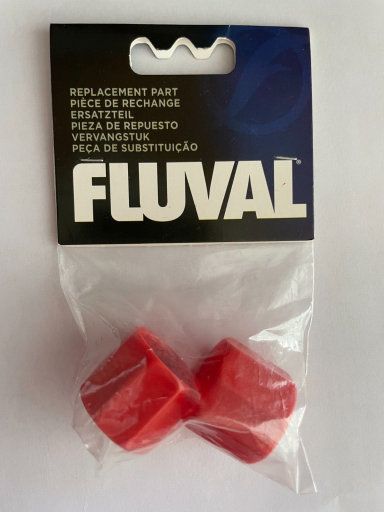 REPLACEMENT PART
PIÈCE DE RECHANGE
ERSATZTEIL
PIEZA DE REPUESTO
VERVANGSTUK
PEÇA DE SUBSTITUIÇÃO
FLUVAL®